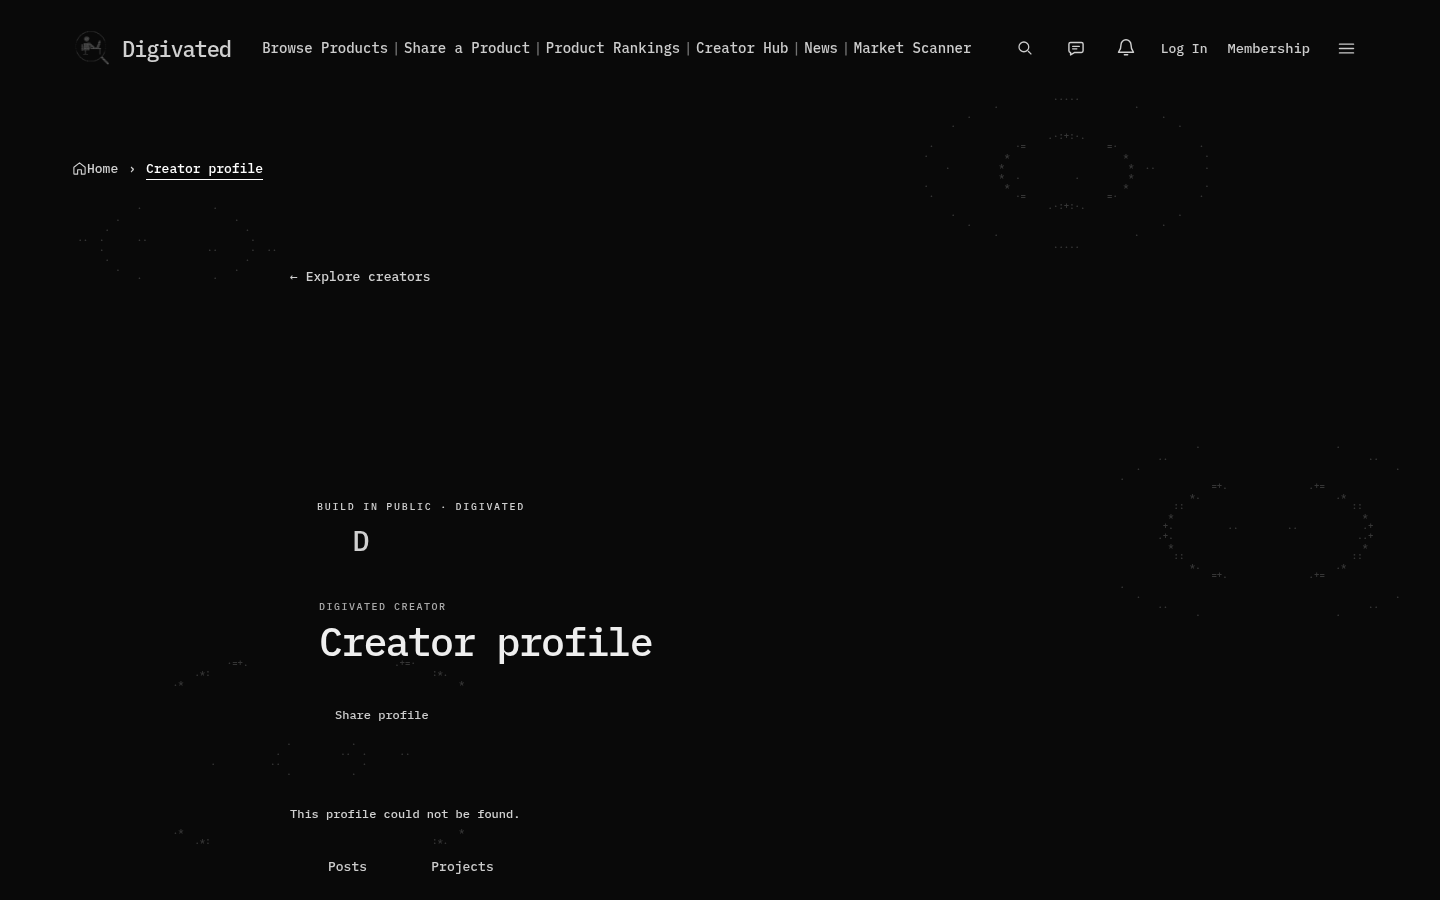 Digivated
Browse Products | Share a Product | Product Rankings | Creator Hub | News | Market Scanner
Log In
Membership
Home › Creator profile
← Explore creators
BUILD IN PUBLIC · DIGIVATED
D
DIGIVATED CREATOR
Creator profile
Share profile
This profile could not be found.
Posts
Projects